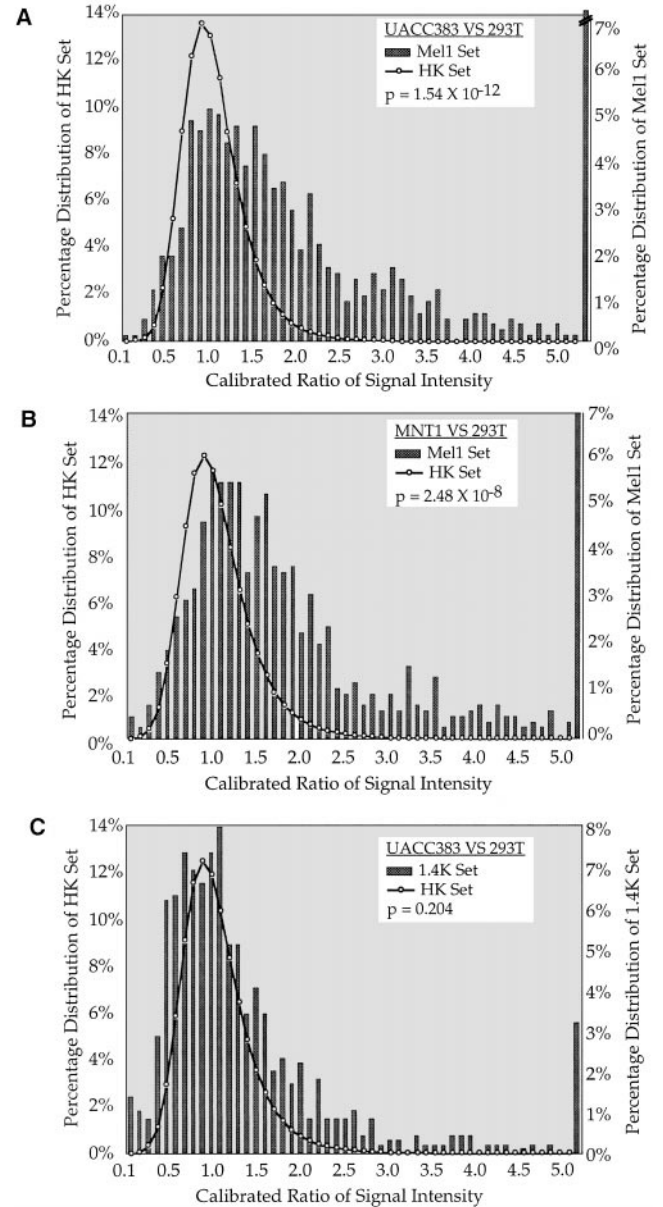 A
14%
12%
10%
8%
6%
4%
2%
0%
Percentage Distribution of HK Set
UACC383 VS 293T
Mel1 Set
HK Set
p = 1.54 X 10-12
7%
6%
5%
4%
3%
2%
1%
0%
Percentage Distribution of Mel1 Set
0.1 0.5 1.0 1.5 2.0 2.5 3.0 3.5 4.0 4.5 5.0
Calibrated Ratio of Signal Intensity
B
14%
12%
10%
8%
6%
4%
2%
0%
Percentage Distribution of HK Set
MNT1 VS 293T
Mel1 Set
HK Set
p = 2.48 X 10-8
7%
6%
5%
4%
3%
2%
1%
0%
Percentage Distribution of Mel1 Set
0.1 0.5 1.0 1.5 2.0 2.5 3.0 3.5 4.0 4.5 5.0
Calibrated Ratio of Signal Intensity
C
14%
12%
10%
8%
6%
4%
2%
0%
Percentage Distribution of HK Set
UACC383 VS 293T
1.4K Set
HK Set
p = 0.204
8%
7%
6%
5%
4%
3%
2%
1%
0%
Percentage Distribution of 1.4K Set
0.1 0.5 1.0 1.5 2.0 2.5 3.0 3.5 4.0 4.5 5.0
Calibrated Ratio of Signal Intensity